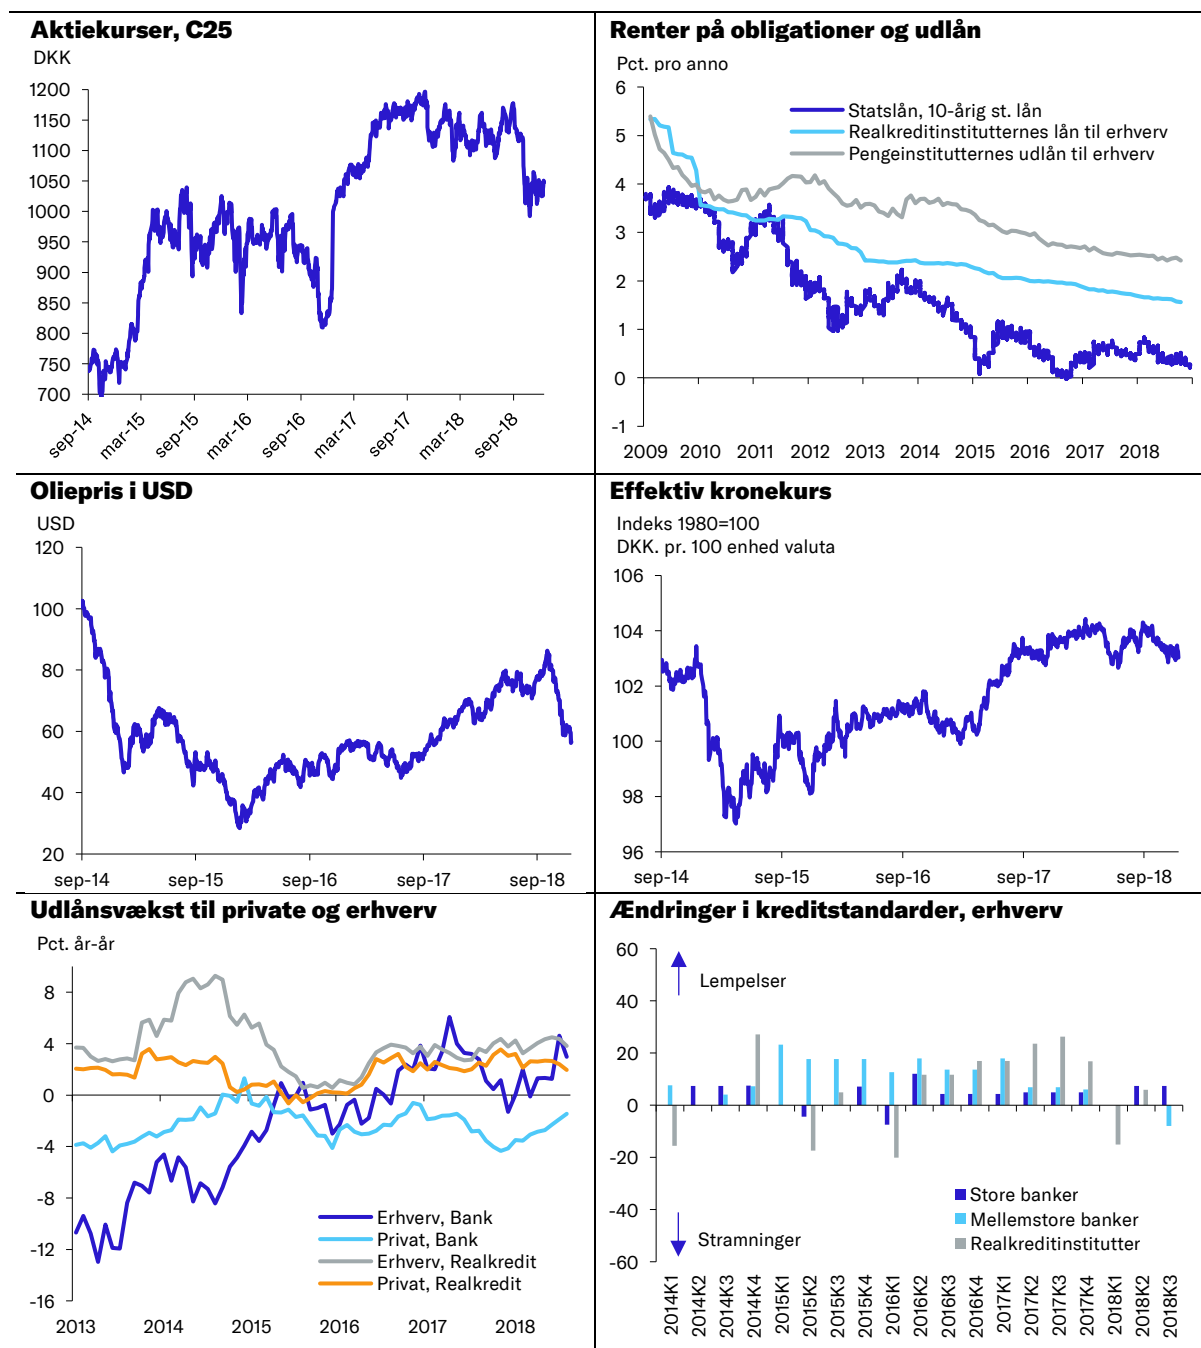 Aktiekurser, C25
DKK
1200
1150
1100
1050
1000
950
900
850
800
750
700
sep-14
mar-15
sep-15
mar-16
sep-16
mar-17
sep-17
mar-18
sep-18
Renter på obligationer og udlån
Pct. pro anno
6
5
4
3
2
1
0
-1
Statslån, 10-årig st. lån
Realkreditinstitutternes lån til erhverv
Pengeinstitutternes udlån til erhverv
2009 2010 2011 2012 2013 2014 2015 2016 2017 2018
Oliepris i USD
USD
120
100
80
60
40
20
sep-14 sep-15 sep-16 sep-17 sep-18
Effektiv kronekurs
Indeks 1980=100
DKK. pr. 100 enhed valuta
106
104
102
100
98
96
sep-14 sep-15 sep-16 sep-17 sep-18
Udlånsvækst til private og erhverv
Pct. år-år
8
4
0
-4
-8
-12
-16
Erhverv, Bank
Privat, Bank
Erhverv, Realkredit
Privat, Realkredit
2013 2014 2015 2016 2017 2018
Ændringer i kreditstandarder, erhverv
60
40
20
0
-20
-40
-60
Lempelser
Stramninger
Store banker
Mellemstore banker
Realkreditinstitutter
2014K1
2014K2
2014K3
2014K4
2015K1
2015K2
2015K3
2015K4
2016K1
2016K2
2016K3
2016K4
2017K1
2017K2
2017K3
2017K4
2018K1
2018K2
2018K3